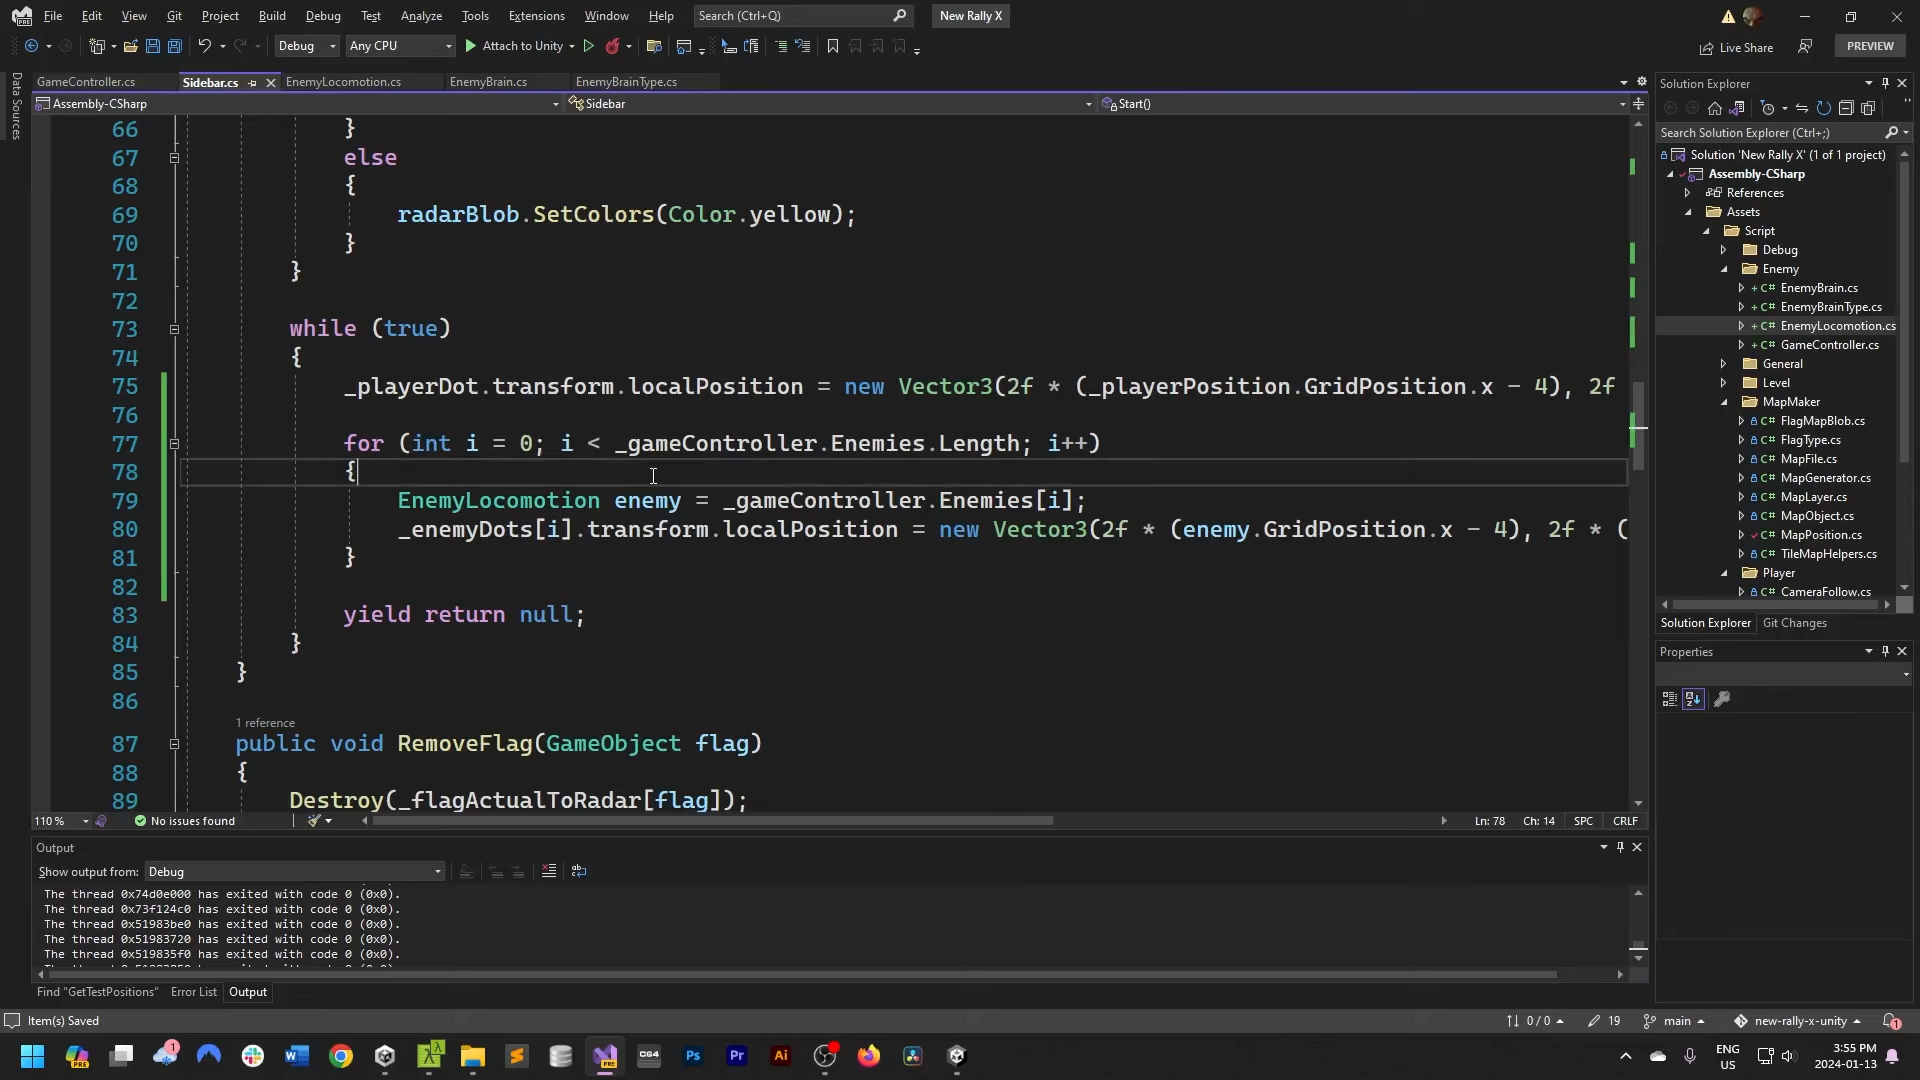 File Edit View Git Project Build Debug Test Analyze Tools Extensions Window Help Search (Ctrl+Q) New Rally X
Debug Any CPU Attach to Unity Live Share PREVIEW
Data Sources
GameController.cs Sidebar.cs EnemyLocomotion.cs EnemyBrain.cs EnemyBrainType.cs
Assembly-CSharp Sidebar Start()
66 }
67 else
68 {
69 radarBlob.SetColors(Color.yellow);
70 }
71 }
72
73 while (true)
74 {
75 _playerDot.transform.localPosition = new Vector3(2f * (_playerPosition.GridPosition.x - 4), 2f
76
77 for (int i = 0; i < _gameController.Enemies.Length; i++)
78 {
79 EnemyLocomotion enemy = _gameController.Enemies[i];
80 _enemyDots[i].transform.localPosition = new Vector3(2f * (enemy.GridPosition.x - 4), 2f * (
81 }
82
83 yield return null;
84 }
85 }
86
1 reference
87 public void RemoveFlag(GameObject flag)
88 {
89 Destroy(_flagActualToRadar[flag]);
110 % No issues found Ln: 78 Ch: 14 SPC CRLF
Output
Show output from: Debug
The thread 0x74d0e000 has exited with code 0 (0x0).
The thread 0x73f124c0 has exited with code 0 (0x0).
The thread 0x51983be0 has exited with code 0 (0x0).
The thread 0x51983720 has exited with code 0 (0x0).
The thread 0x519835f0 has exited with code 0 (0x0).
Find "GetTestPositions" Error List Output
Solution Explorer
Search Solution Explorer (Ctrl+;)
Solution 'New Rally X' (1 of 1 project)
Assembly-CSharp
References
Assets
Script
Debug
Enemy
C# EnemyBrain.cs
C# EnemyBrainType.cs
C# EnemyLocomotion.cs
C# GameController.cs
General
Level
MapMaker
C# FlagMapBlob.cs
C# FlagType.cs
C# MapFile.cs
C# MapGenerator.cs
C# MapLayer.cs
C# MapObject.cs
C# MapPosition.cs
C# TileMapHelpers.cs
Player
C# CameraFollow.cs
Solution Explorer Git Changes
Properties
Item(s) Saved 0 / 0 19 main new-rally-x-unity 1
PRE 1 CG4 Ps Pr Ai ENG US 3:55 PM 2024-01-13 1